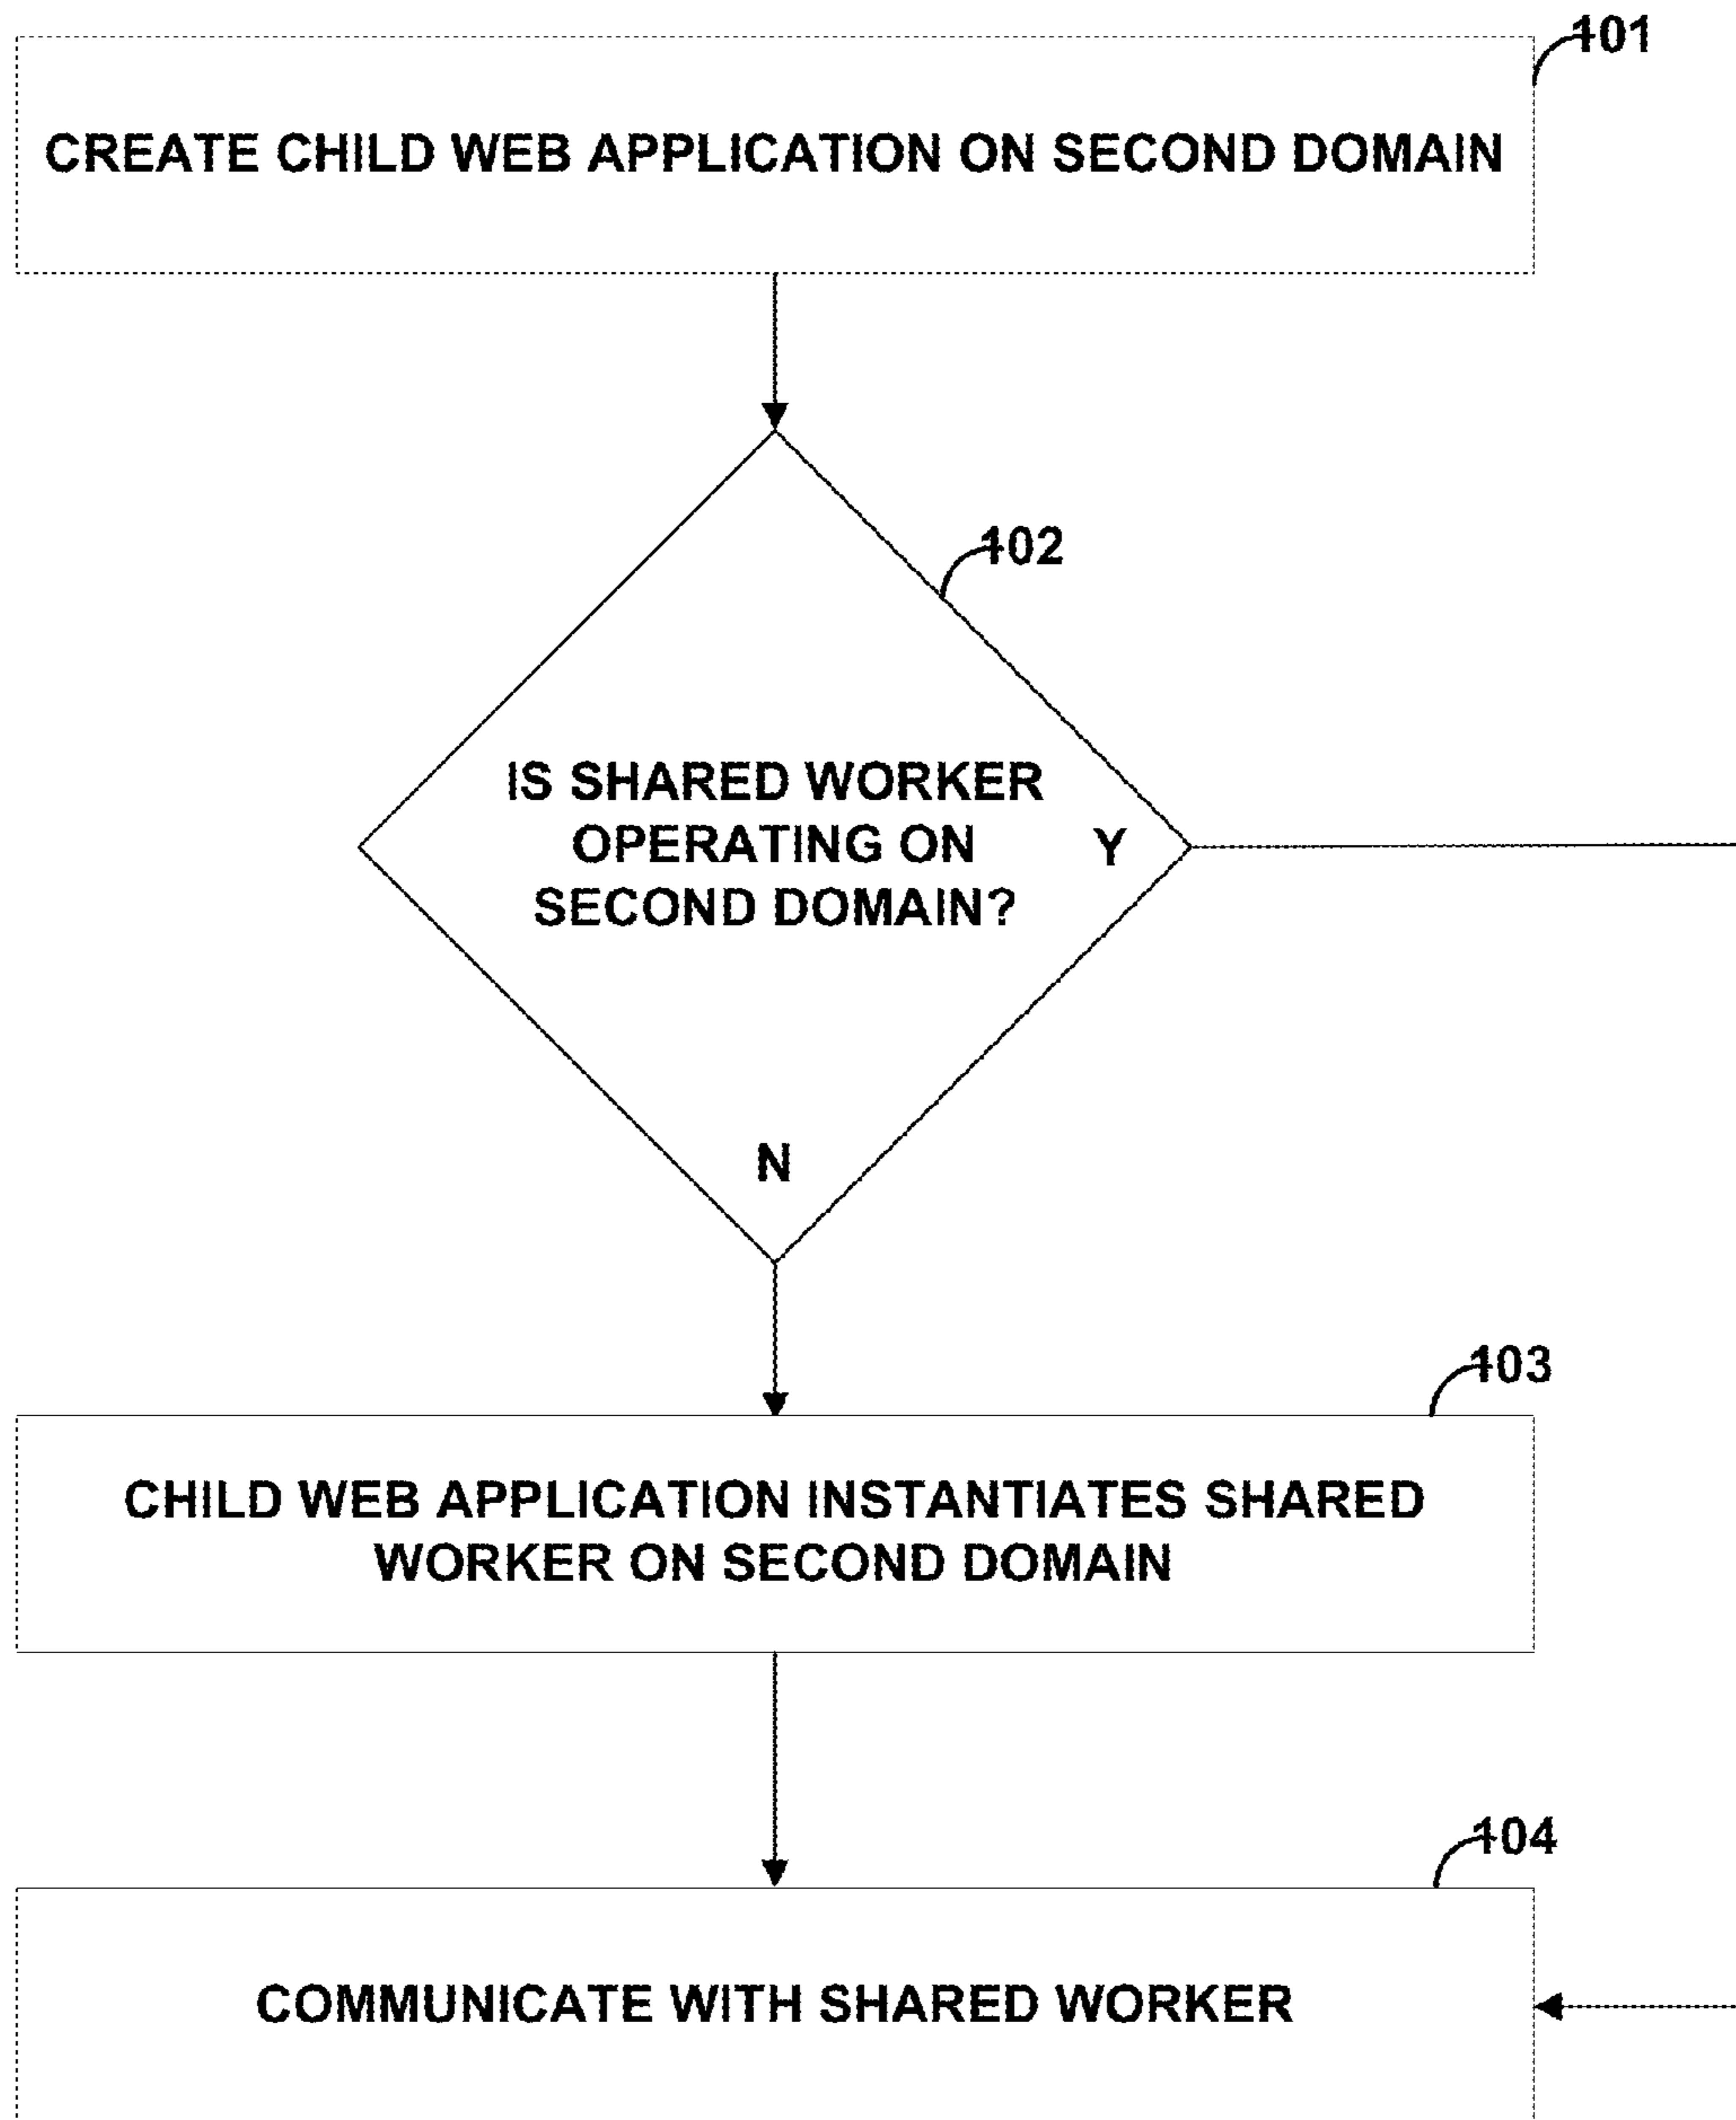 101
CREATE CHILD WEB APPLICATION ON SECOND DOMAIN
102
IS SHARED WORKER
OPERATING ON
SECOND DOMAIN?
Y
N
103
CHILD WEB APPLICATION INSTANTIATES SHARED
WORKER ON SECOND DOMAIN
104
COMMUNICATE WITH SHARED WORKER